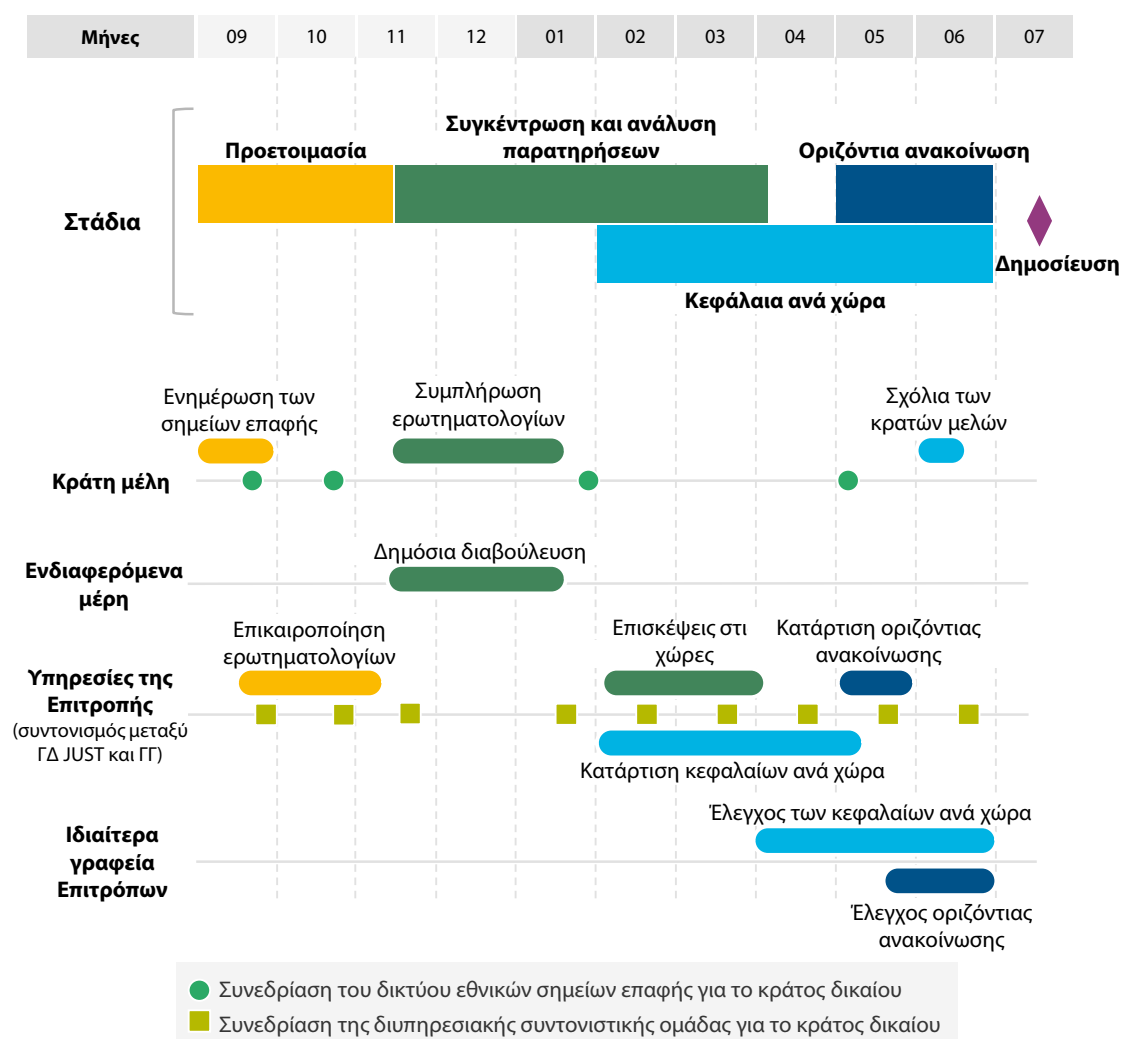 Μήνες 09 10 11 12 01 02 03 04 05 06 07
Συγκέντρωση και ανάλυση
παρατηρήσεων
Προετοιμασία
Οριζόντια ανακοίνωση
Στάδια
Δημοσίευση
Κεφάλαια ανά χώρα
Ενημέρωση των
σημείων επαφής
Συμπλήρωση
ερωτηματολογίων
Σχόλια των
κρατών μελών
Κράτη μέλη
Δημόσια διαβούλευση
Ενδιαφερόμενα
μέρη
Επικαιροποίηση
ερωτηματολογίων
Επισκέψεις στι
χώρες
Κατάρτιση οριζόντιας
ανακοίνωσης
Υπηρεσίες της
Επιτροπής
(συντονισμός μεταξύ
ΓΔ JUST και ΓΓ)
Κατάρτιση κεφαλαίων ανά χώρα
Έλεγχος των κεφαλαίων ανά χώρα
Ιδιαίτερα
γραφεία
Επιτρόπων
Έλεγχος οριζόντιας
ανακοίνωσης
Συνεδρίαση του δικτύου εθνικών σημείων επαφής για το κράτος δικαίου
Συνεδρίαση της διυπηρεσιακής συντονιστικής ομάδας για το κράτος δικαίου